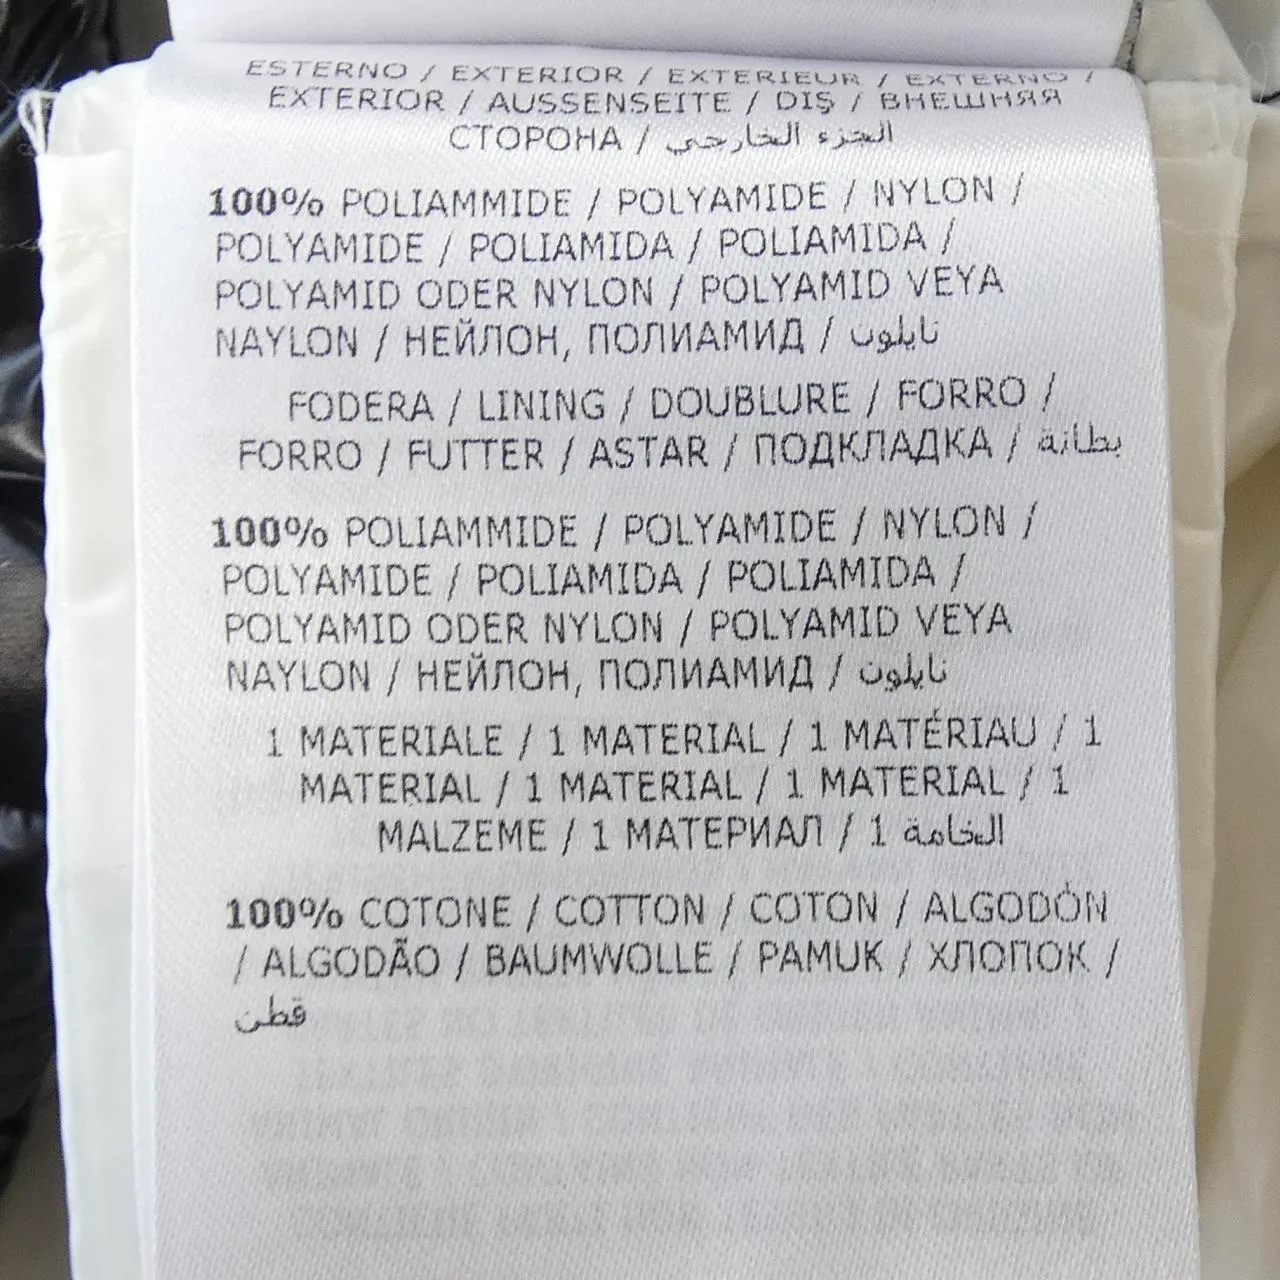 ESTERNO / EXTERIOR / EXTERIEUR / EXTERNO /
EXTERIOR / AUSSENSEITE / DIŞ / ВНЕШНЯЯ
СТОРОНА / الجزء الخارجي
100% POLIAMMIDE / POLYAMIDE / NYLON /
POLYAMIDE / POLIAMIDA / POLIAMIDA /
POLYAMID ODER NYLON / POLYAMID VEYA
NAYLON / НЕЙЛОН, ПОЛИАМИД / نايلون
FODERA / LINING / DOUBLURE / FORRO /
FORRO / FUTTER / ASTAR / ПОДКЛАДКА / بطانة
100% POLIAMMIDE / POLYAMIDE / NYLON /
POLYAMIDE / POLIAMIDA / POLIAMIDA /
POLYAMID ODER NYLON / POLYAMID VEYA
NAYLON / НЕЙЛОН, ПОЛИАМИД / نايلون
1 MATERIALE / 1 MATERIAL / 1 MATÉRIAU / 1
MATERIAL / 1 MATERIAL / 1 MATERIAL / 1
MALZEME / 1 МАТЕРИАЛ / 1 الخامة
100% COTONE / COTTON / COTON / ALGODÓN
/ ALGODÃO / BAUMWOLLE / PAMUK / ХЛОПОК /
قطن